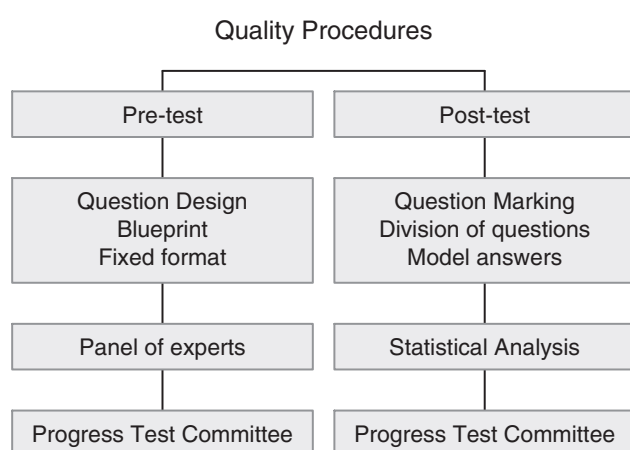 Quality Procedures
Pre-test
Post-test
Question Design
Blueprint
Fixed format
Question Marking
Division of questions
Model answers
Panel of experts
Statistical Analysis
Progress Test Committee
Progress Test Committee